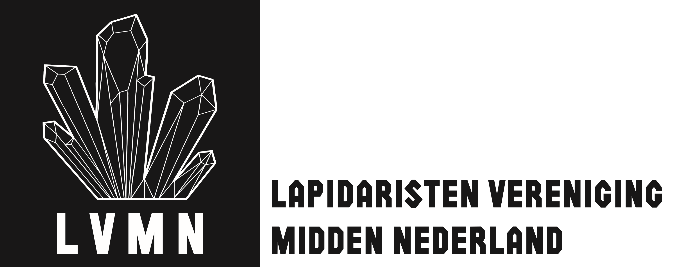 LVMN
LAPIDARISTEN VERENIGING
MIDDEN NEDERLAND